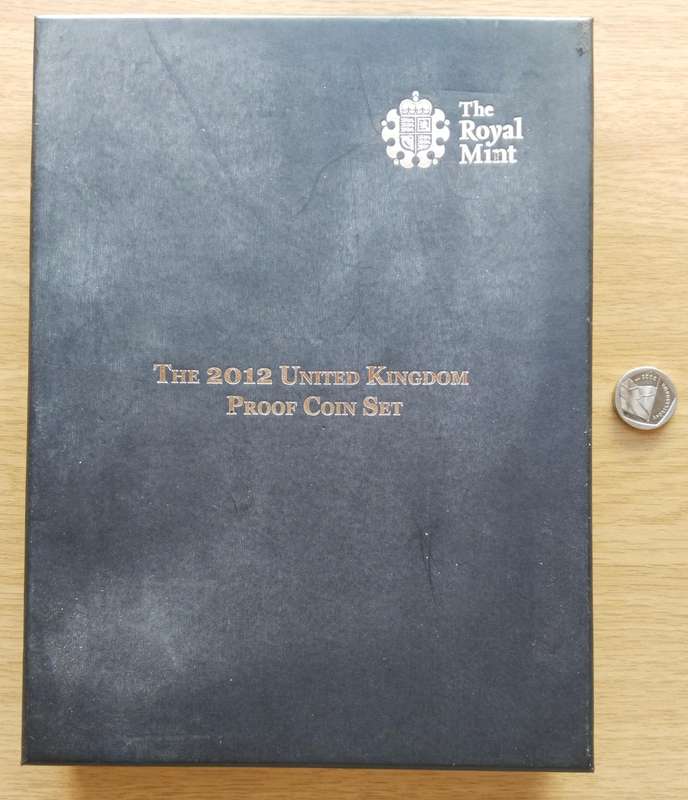 The
Royal
Mint
THE 2012 UNITED KINGDOM
PROOF COIN SET